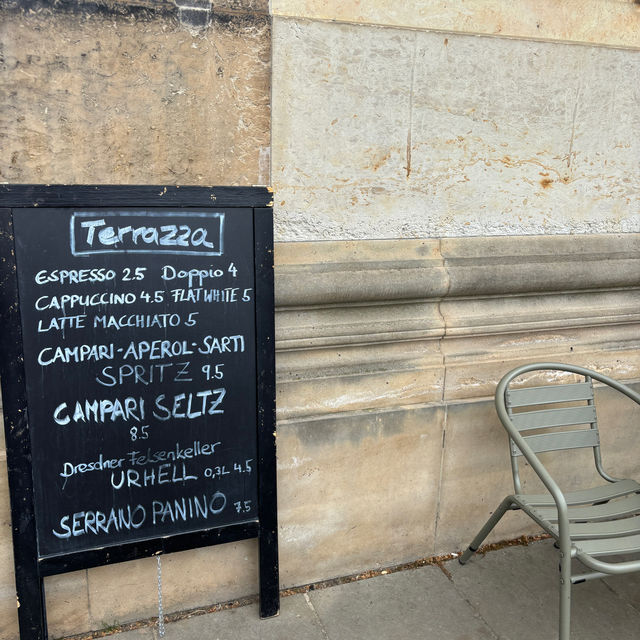 Terrazza
ESPRESSO 2.5 Doppio 4
CAPPUCCINO 4.5 FLAT WHITE 5
LATTE MACCHIATO 5
CAMPARI-APEROL-SARTI
SPRITZ 9.5
CAMPARI SELTZ
8.5
Dresdner Felsenkeller
URHELL 0,3L 4.5
SERRANO PANINO 7.5